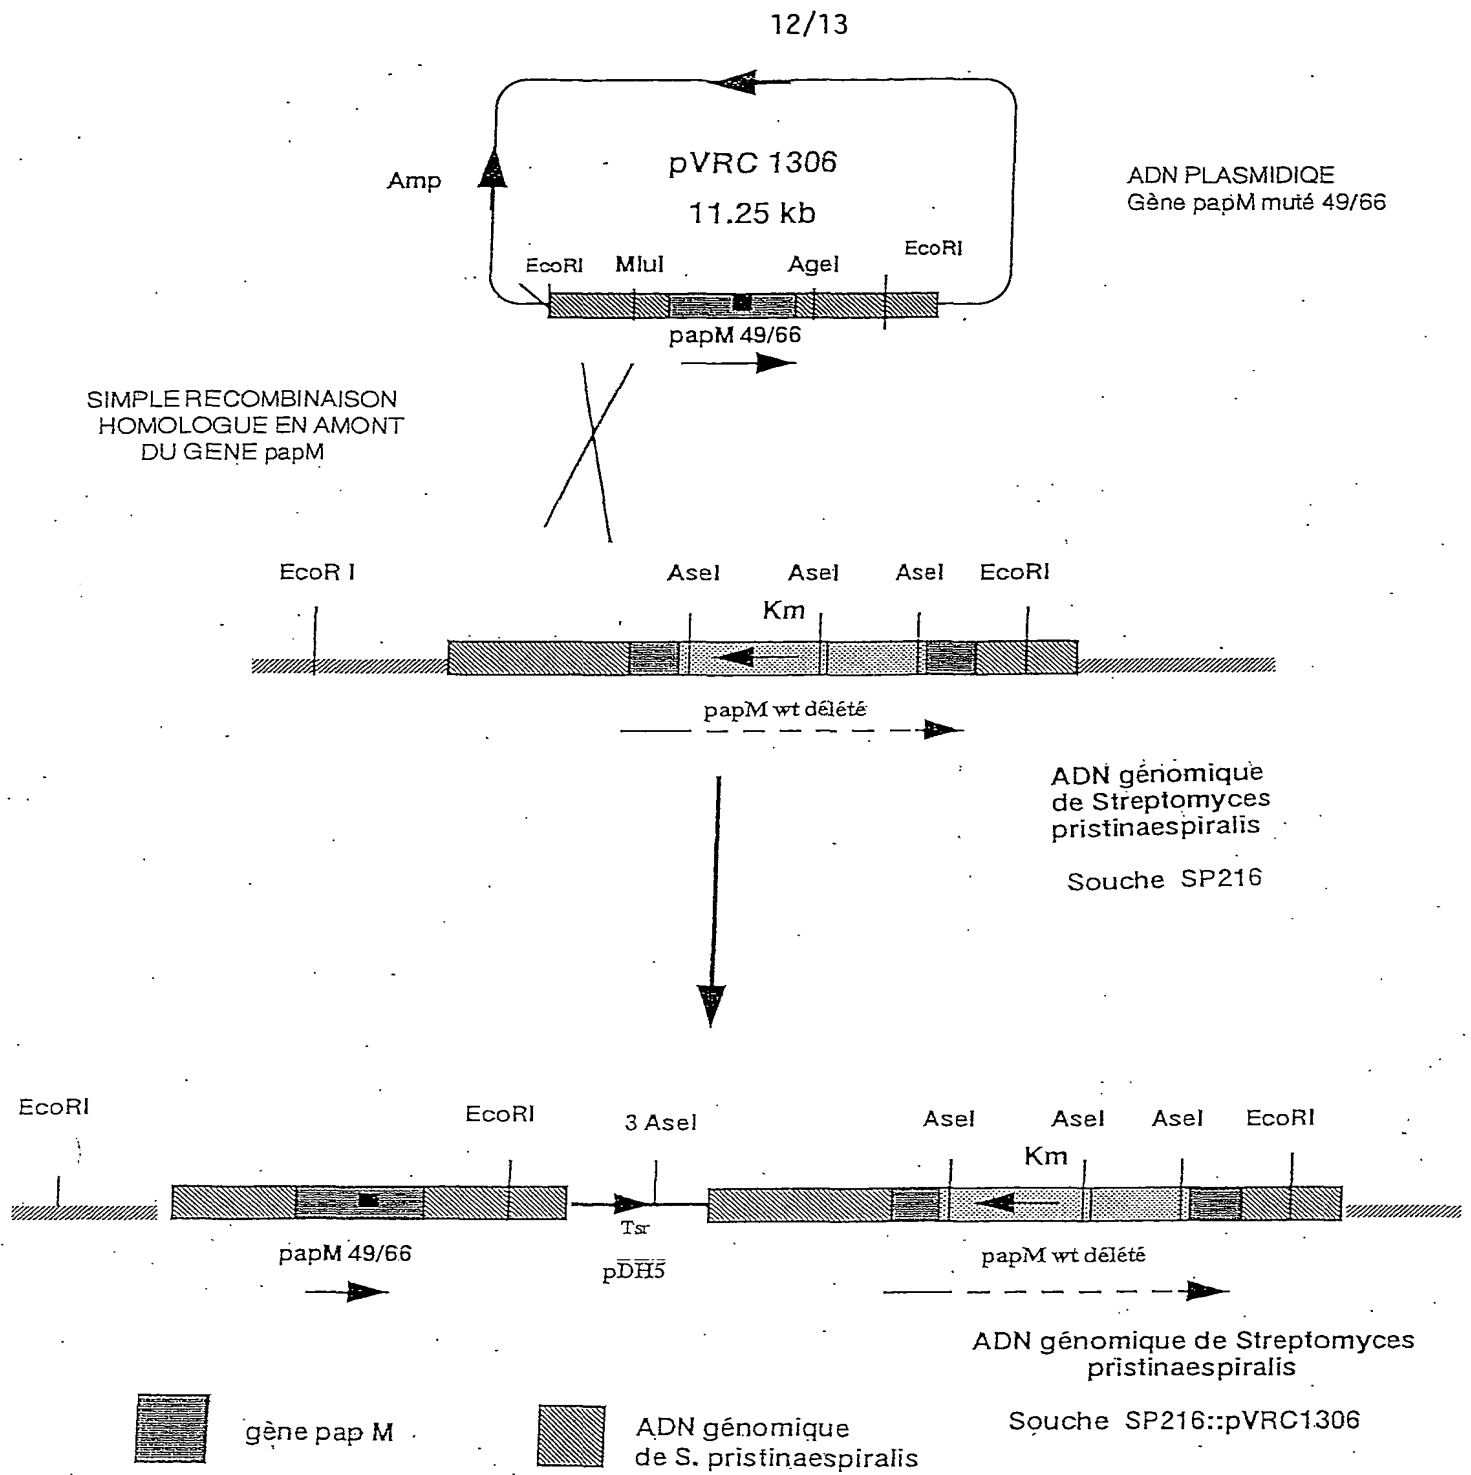 12/13
Amp
pVRC 1306
11.25 kb
ADN PLASMIDIQE
Gène papM muté 49/66
EcoRI MluI AgeI EcoRI
papM 49/66
SIMPLE RECOMBINAISON
HOMOLOGUE EN AMONT
DU GENE papM
EcoR I AseI AseI AseI EcoRI
Km
papM wt délété
ADN génomique
de Streptomyces
pristinaespiralis
Souche SP216
EcoRI EcoRI 3 AseI AseI AseI AseI EcoRI
Km
Tsr
papM 49/66 pDH5 papM wt délété
ADN génomique de Streptomyces
pristinaespiralis
Souche SP216::pVRC1306
gène pap M
ADN génomique
de S. pristinaespiralis